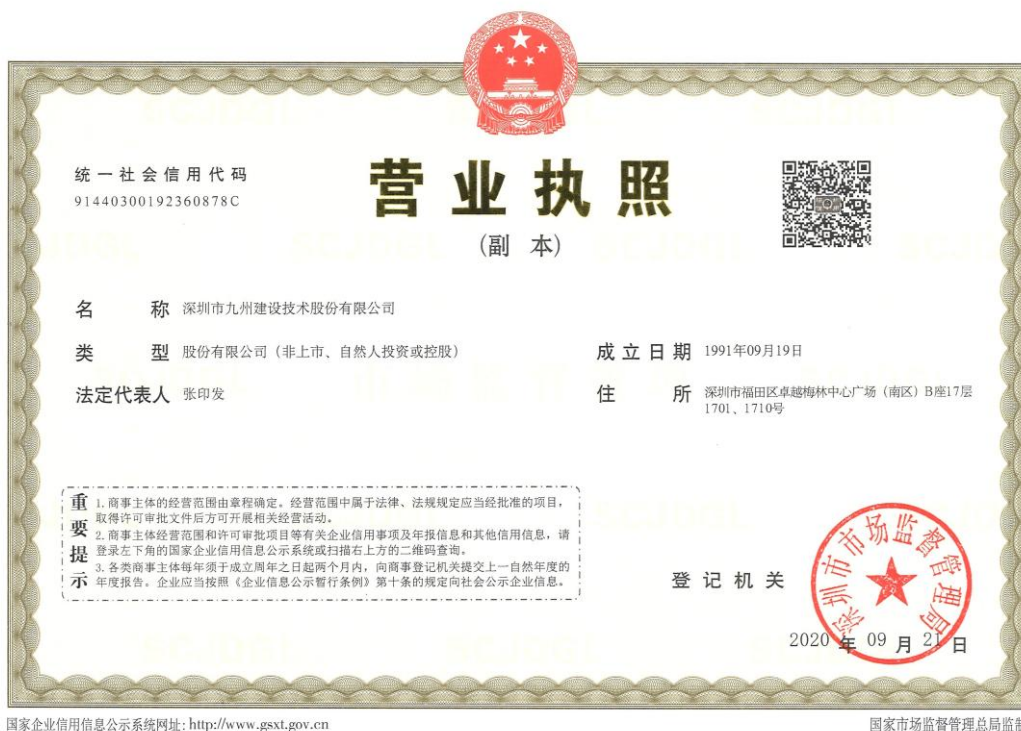 统一社会信用代码
91440300192360878C
营业执照
(副 本)
名 称 深圳市九州建设技术股份有限公司
类 型 股份有限公司（非上市、自然人投资或控股）
法定代表人 张印发
成立日期 1991年09月19日
住 所 深圳市福田区卓越梅林中心广场（南区）B座17层
1701、1710号
重要提示
1.商事主体的经营范围由章程确定。经营范围中属于法律、法规规定应当经批准的项目，
取得许可审批文件后方可开展相关经营活动。
2.商事主体经营范围和许可审批项目等有关企业信用事项及年报信息和其他信用信息，请
登录左下角的国家企业信用信息公示系统或扫描右上方的二维码查询。
3.各类商事主体每年须于成立周年之日起两个月内，向商事登记机关提交上一自然年度的
年度报告。企业应当按照《企业信息公示暂行条例》第十条的规定向社会公示企业信息。
登记机关
深圳市市场监督管理局
2020 年 09 月 21 日
国家企业信用信息公示系统网址: http://www.gsxt.gov.cn
国家市场监督管理总局监制